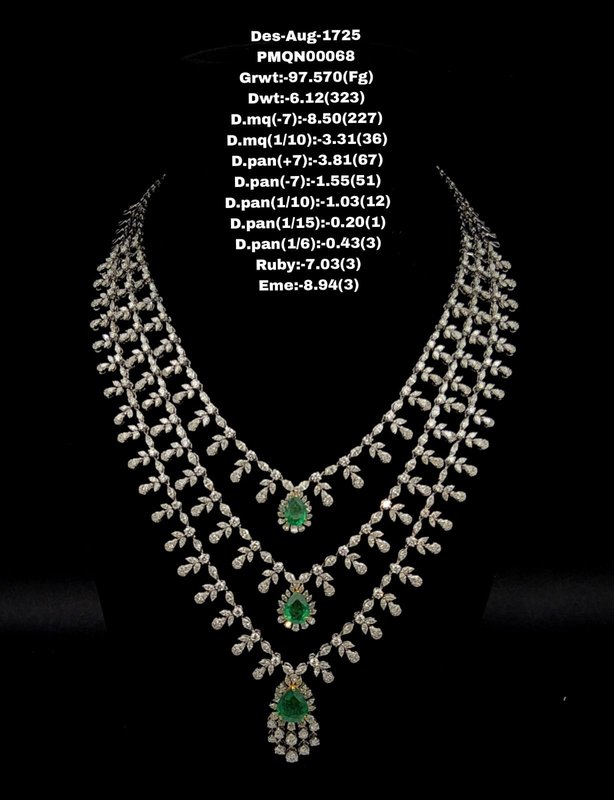 Des-Aug-1725
PMQN00068
Grwt:-97.570(Fg)
Dwt:-6.12(323)
D.mq(-7):-8.50(227)
D.mq(1/10):-3.31(36)
D.pan(+7):-3.81(67)
D.pan(-7):-1.55(51)
D.pan(1/10):-1.03(12)
D.pan(1/15):-0.20(1)
D.pan(1/6):-0.43(3)
Ruby:-7.03(3)
Eme:-8.94(3)